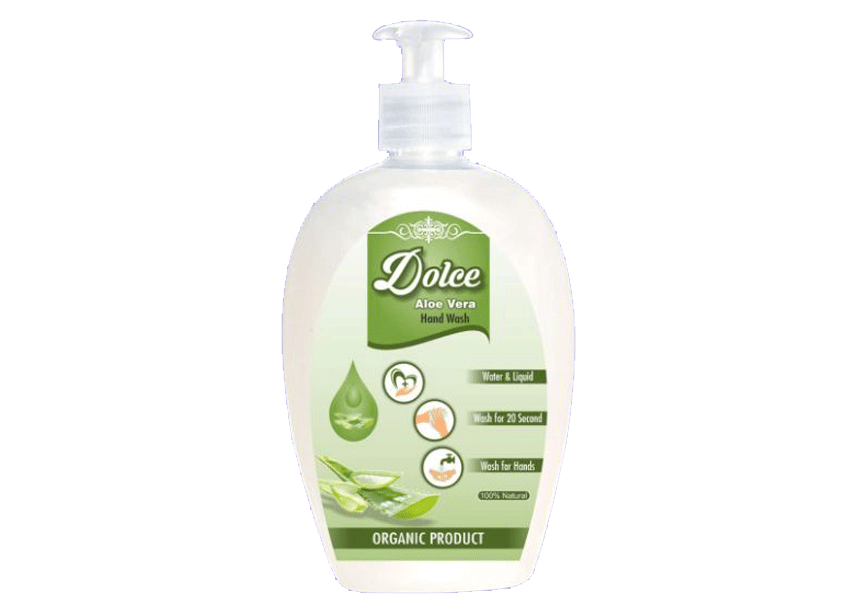 Dolce
Aloe Vera
Hand Wash
Water & Liquid
Wash for 20 Second
Wash for Hands
100% Natural
ORGANIC PRODUCT